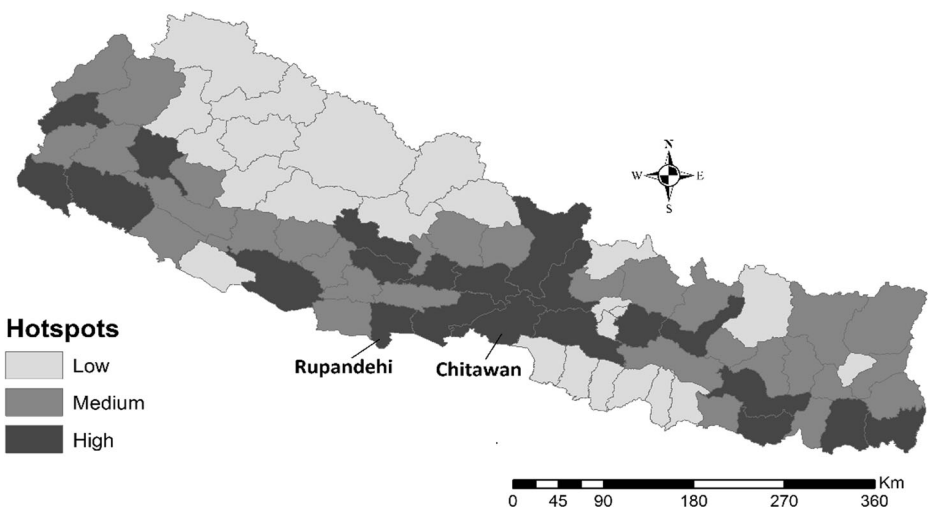 N
W E
S
Hotspots
Low
Medium
High
Rupandehi
Chitawan
Km
0 45 90 180 270 360